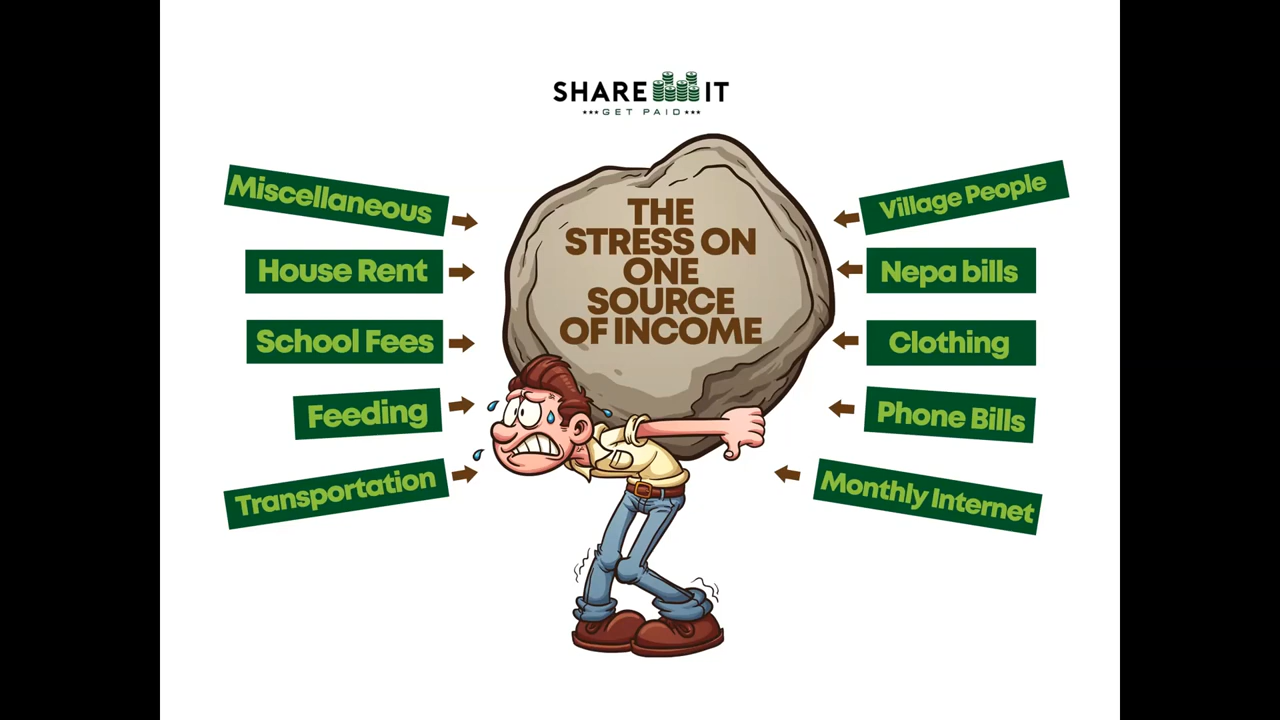 SHARE IT
***GET PAID***
THE
STRESS ON
ONE
SOURCE
OF INCOME
Miscellaneous
House Rent
School Fees
Feeding
Transportation
Village People
Nepa bills
Clothing
Phone Bills
Monthly Internet